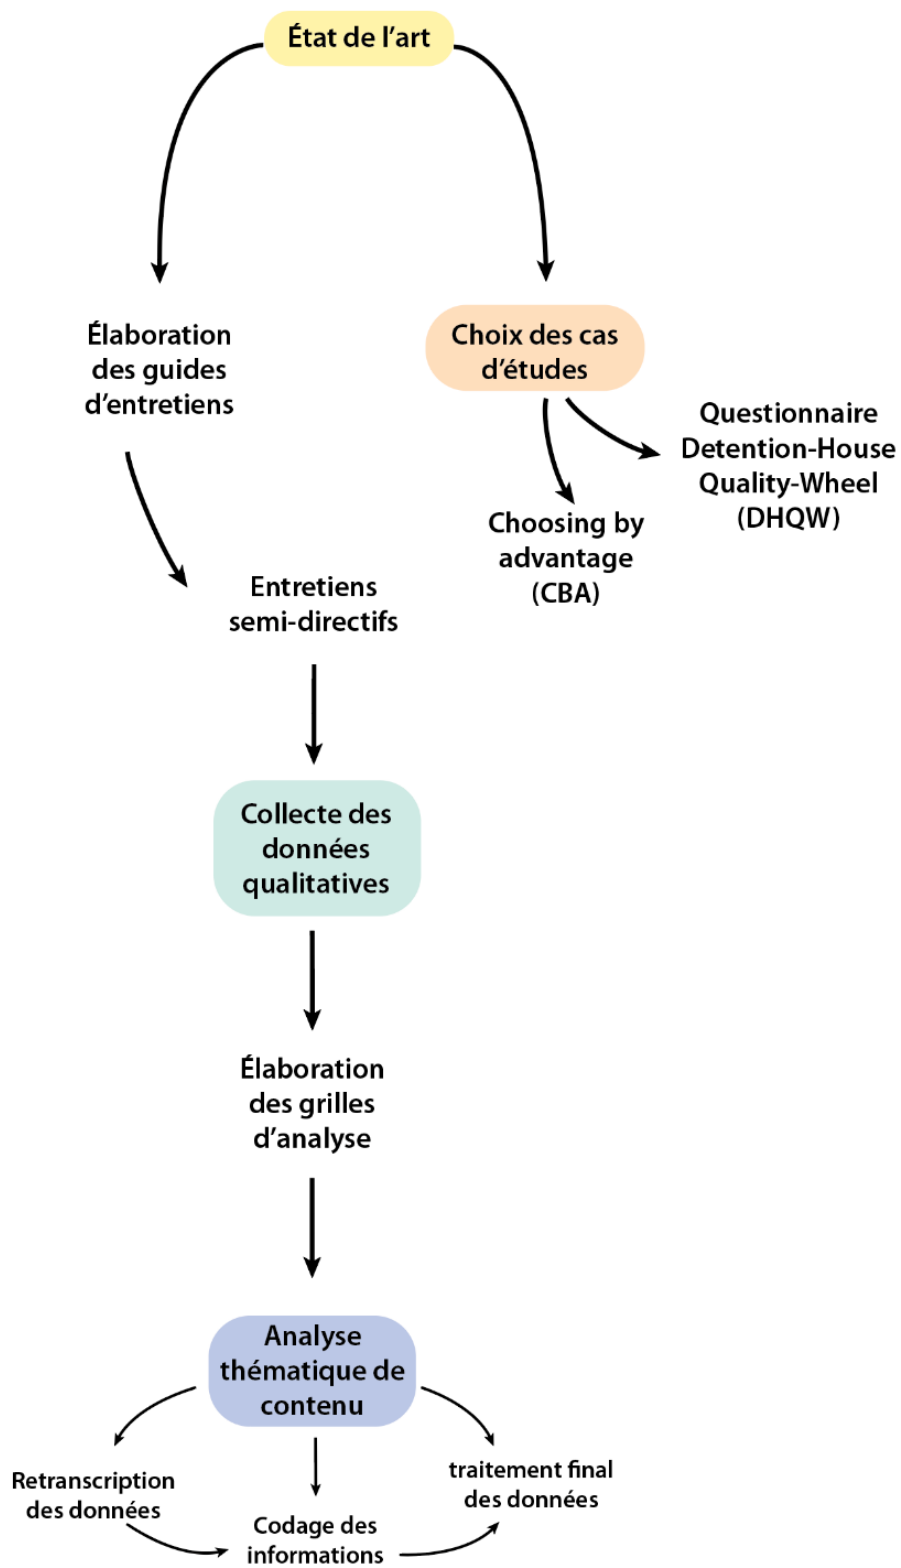 État de l'art
Élaboration
des guides
d'entretiens
Choix des cas
d'études
Questionnaire
Detention-House
Quality-Wheel
(DHQW)
Choosing by
advantage
(CBA)
Entretiens
semi-directifs
Collecte des
données
qualitatives
Élaboration
des grilles
d'analyse
Analyse
thématique de
contenu
Retranscription
des données
Codage des
informations
traitement final
des données